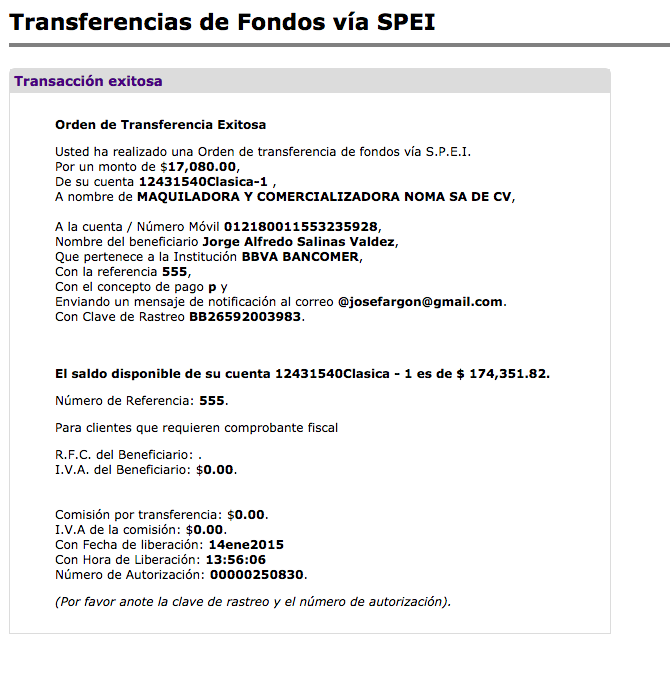 Transferencias de Fondos vía SPEI
Transacción exitosa
Orden de Transferencia Exitosa
Usted ha realizado una Orden de transferencia de fondos vía S.P.E.I.
Por un monto de $17,080.00,
De su cuenta 12431540Clasica-1 ,
A nombre de MAQUILADORA Y COMERCIALIZADORA NOMA SA DE CV,
A la cuenta / Número Móvil 012180011553235928,
Nombre del beneficiario Jorge Alfredo Salinas Valdez,
Que pertenece a la Institución BBVA BANCOMER,
Con la referencia 555,
Con el concepto de pago p y
Enviando un mensaje de notificación al correo @josefargon@gmail.com.
Con Clave de Rastreo BB26592003983.
El saldo disponible de su cuenta 12431540Clasica - 1 es de $ 174,351.82.
Número de Referencia: 555.
Para clientes que requieren comprobante fiscal
R.F.C. del Beneficiario: .
I.V.A. del Beneficiario: $0.00.
Comisión por transferencia: $0.00.
I.V.A de la comisión: $0.00.
Con Fecha de liberación: 14ene2015
Con Hora de Liberación: 13:56:06
Número de Autorización: 00000250830.
(Por favor anote la clave de rastreo y el número de autorización).